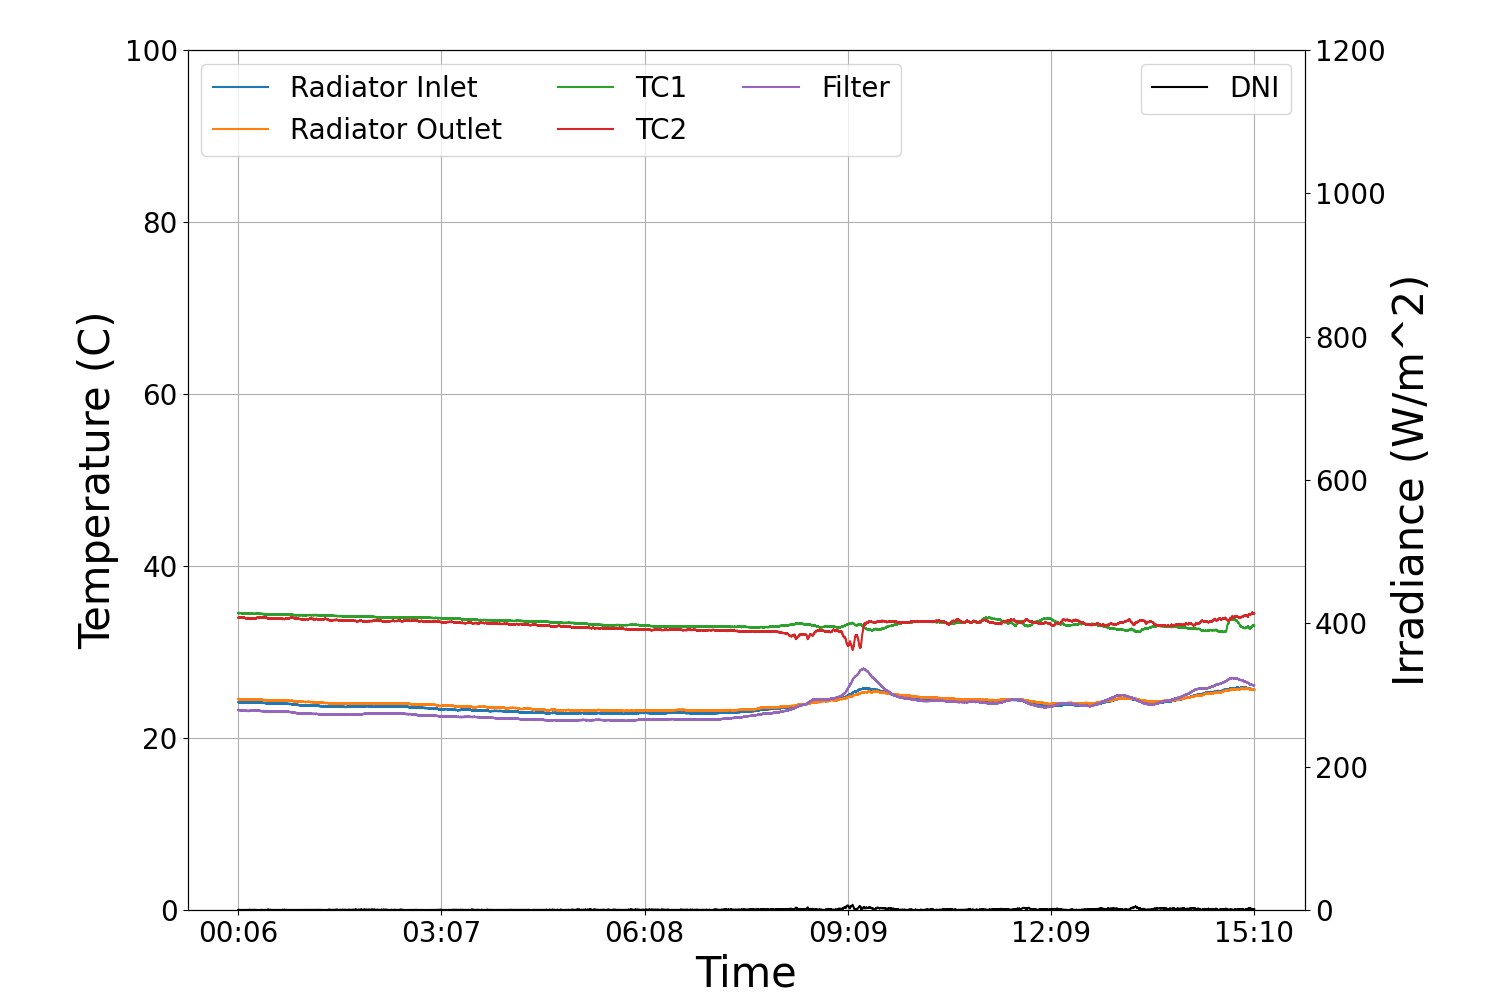 Radiator Inlet
Radiator Outlet
TC1
TC2
Filter
DNI
100
80
60
40
20
0
Temperature (C)
1200
1000
800
600
400
200
0
Irradiance (W/m^2)
00:06 03:07 06:08 09:09 12:09 15:10
Time